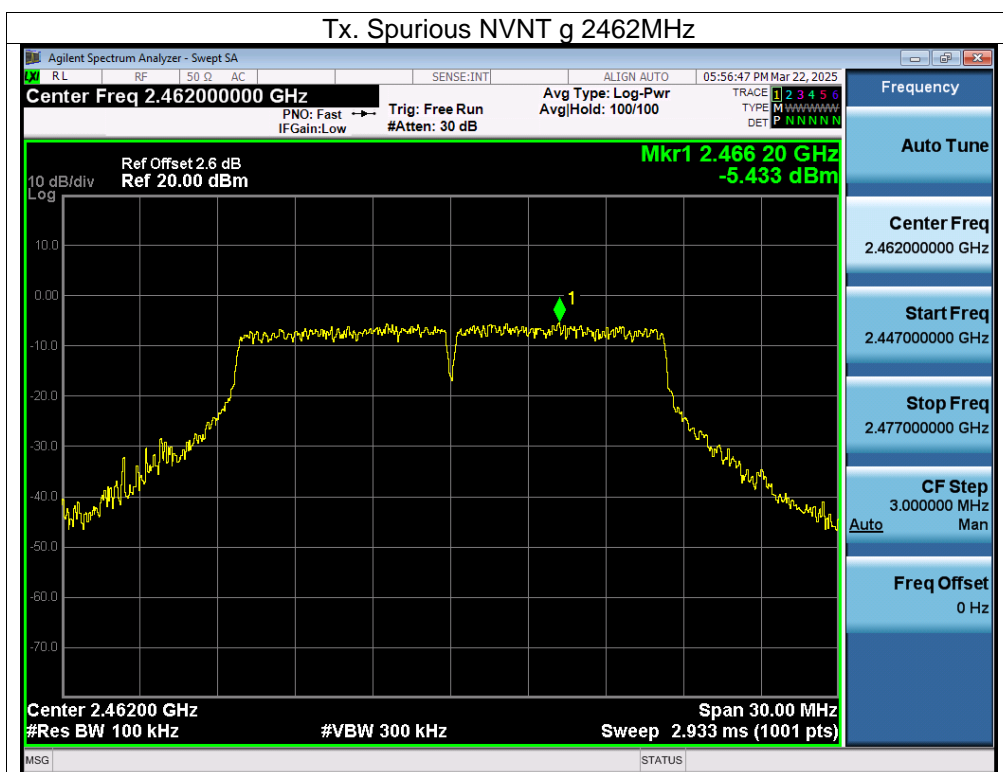 Tx. Spurious NVNT g 2462MHz
Agilent Spectrum Analyzer - Swept SA
LXI RL RF 50 Ω AC SENSE:INT ALIGN AUTO 05:56:47 PM Mar 22, 2025
Center Freq 2.462000000 GHz
PNO: Fast
IFGain:Low
Trig: Free Run
#Atten: 30 dB
Avg Type: Log-Pwr
Avg|Hold: 100/100
TRACE 1 2 3 4 5 6
TYPE M WWWWW
DET P N N N N N
Mkr1 2.466 20 GHz
-5.433 dBm
Ref Offset 2.6 dB
10 dB/div Ref 20.00 dBm
Log
10.0
0.00
-10.0
-20.0
-30.0
-40.0
-50.0
-60.0
-70.0
1
Center 2.46200 GHz Span 30.00 MHz
#Res BW 100 kHz #VBW 300 kHz Sweep 2.933 ms (1001 pts)
MSG STATUS
Frequency
Auto Tune
Center Freq
2.462000000 GHz
Start Freq
2.447000000 GHz
Stop Freq
2.477000000 GHz
CF Step
3.000000 MHz
Auto Man
Freq Offset
0 Hz